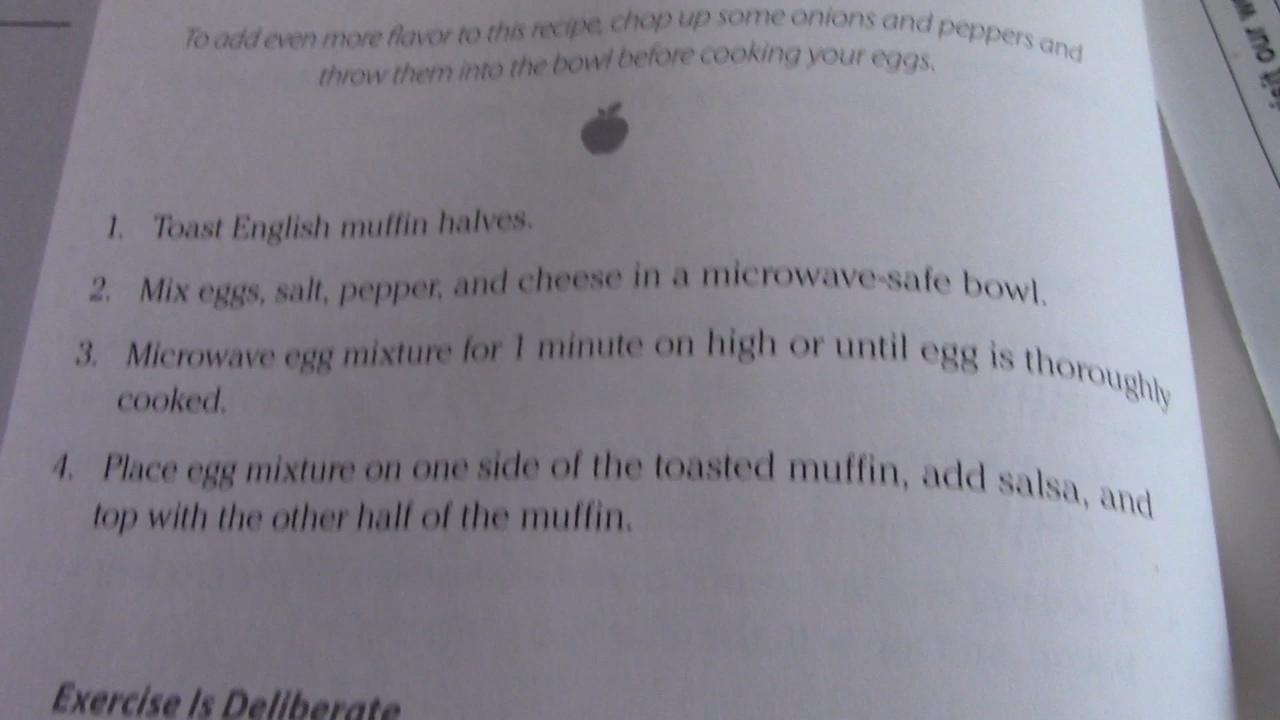 To add even more flavor to this recipe, chop up some onions and peppers and
throw them into the bowl before cooking your eggs.
1. Toast English muffin halves.
2. Mix eggs, salt, pepper, and cheese in a microwave-safe bowl.
3. Microwave egg mixture for 1 minute on high or until egg is thoroughly
cooked.
4. Place egg mixture on one side of the toasted muffin, add salsa, and
top with the other half of the muffin.
Exercise Is Deliberate
our